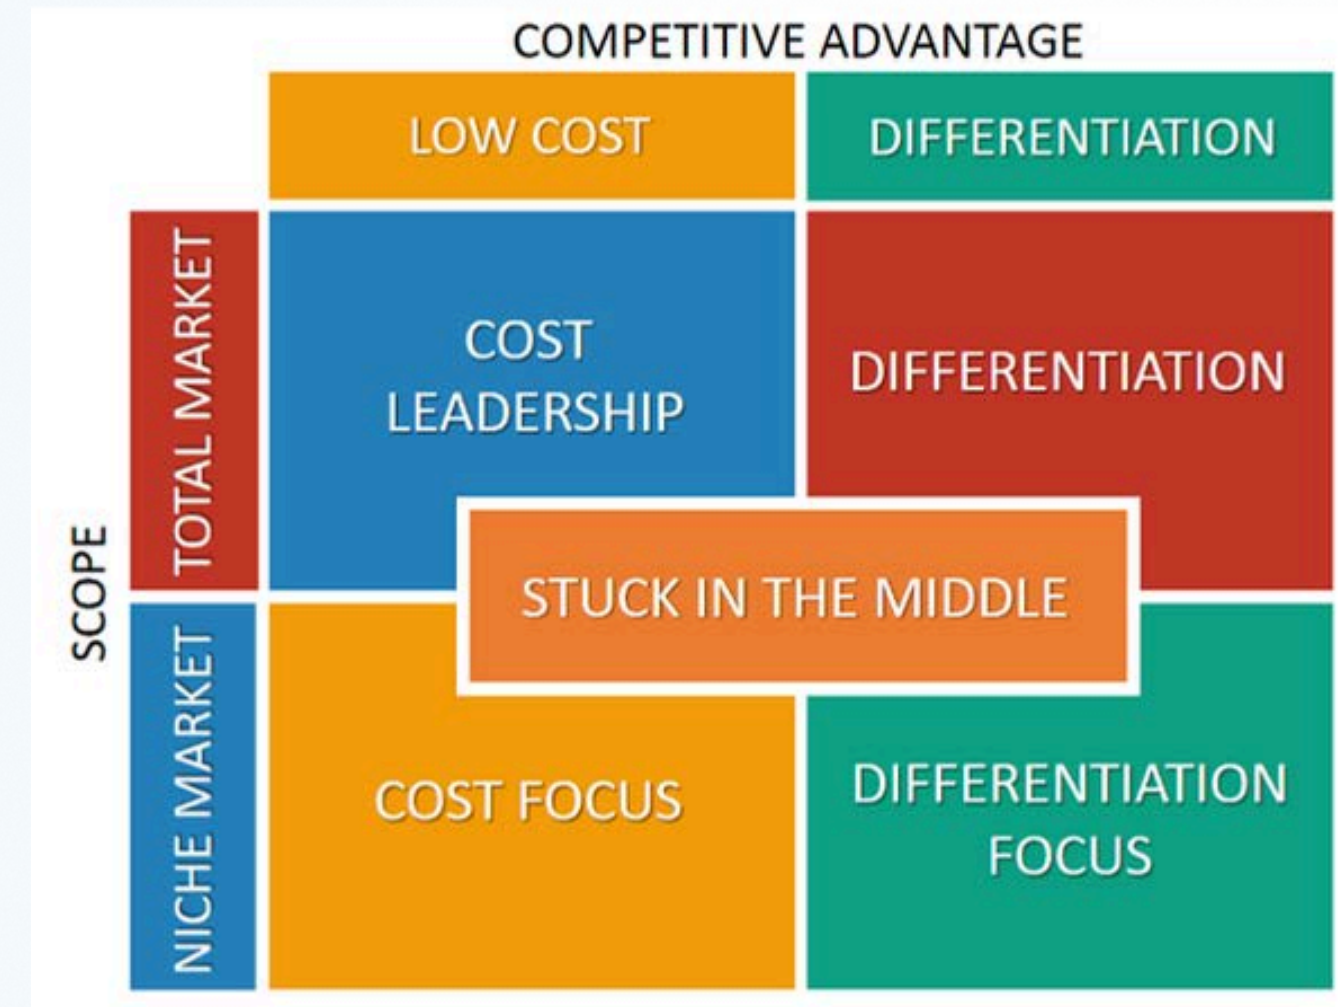 COMPETITIVE ADVANTAGE
LOW COST
DIFFERENTIATION
SCOPE
TOTAL MARKET
COST
LEADERSHIP
DIFFERENTIATION
STUCK IN THE MIDDLE
NICHE MARKET
COST FOCUS
DIFFERENTIATION
FOCUS